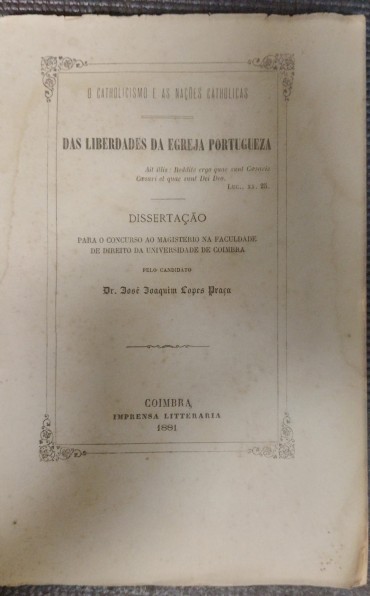 O CATHOLICISMO E AS NAÇÕES CATHOLICAS
DAS LIBERDADES DA EGREJA PORTUGUEZA
Ait illis: Reddite ergo quae sunt Caesaris
Caesari et quae sunt Dei Deo.
LUC., XX. 25.
DISSERTAÇÃO
PARA O CONCURSO AO MAGISTERIO NA FACULDADE
DE DIREITO DA UNIVERSIDADE DE COIMBRA
PELO CANDIDATO
Dr. José Joaquim Lopes Praça
COIMBRA
IMPRENSA LITTERARIA
1881